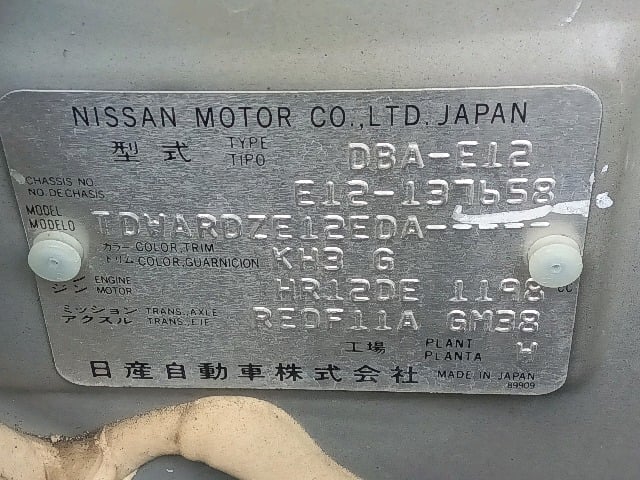 NISSAN MOTOR CO.,LTD. JAPAN
型式 TYPE TIPO DBA-E12
CHASSIS NO. NO. DE CHASIS E12-137658
MODEL MODELO TDWARDZE12EDA-----
カラー トリム COLOR,TRIM COLOR,GUARNICION KH3 G
ジン ENGINE MOTOR HR12DE 1198 CC
ミッション アクスル TRANS.,AXLE TRANS.,EJE REDF11A GM38
工場 PLANT PLANTA W
日産自動車株式会社 MADE IN JAPAN
89909